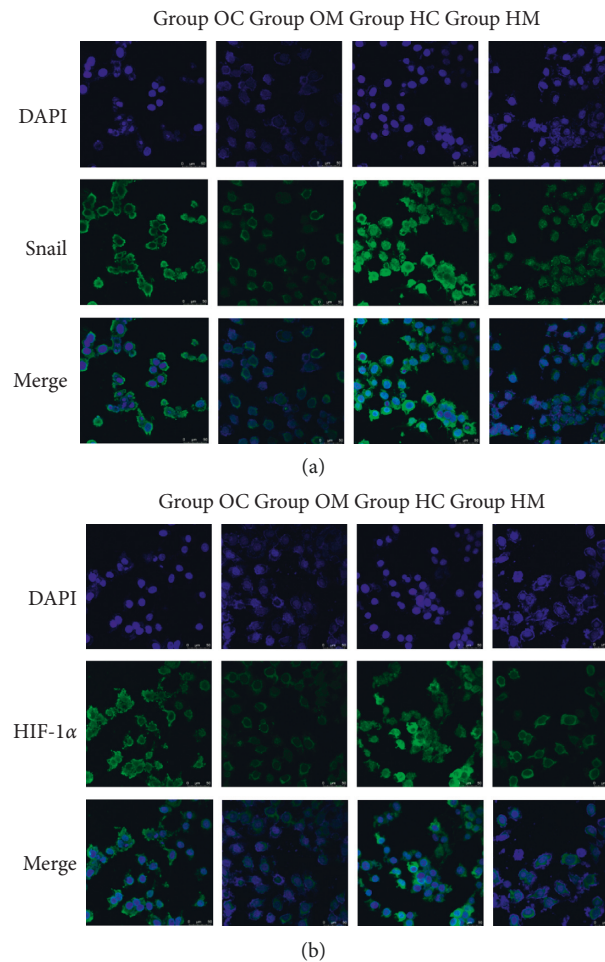 Group OC Group OM Group HC Group HM
DAPI
Snail
Merge
(a)
Group OC Group OM Group HC Group HM
DAPI
HIF-1α
Merge
(b)